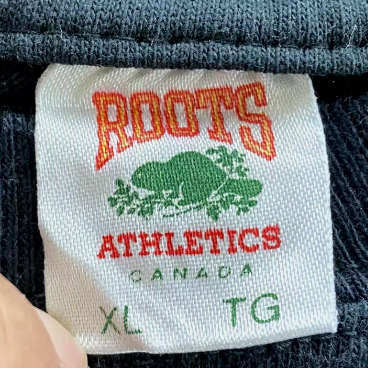 ROOTS
ATHLETICS
CANADA
XL TG